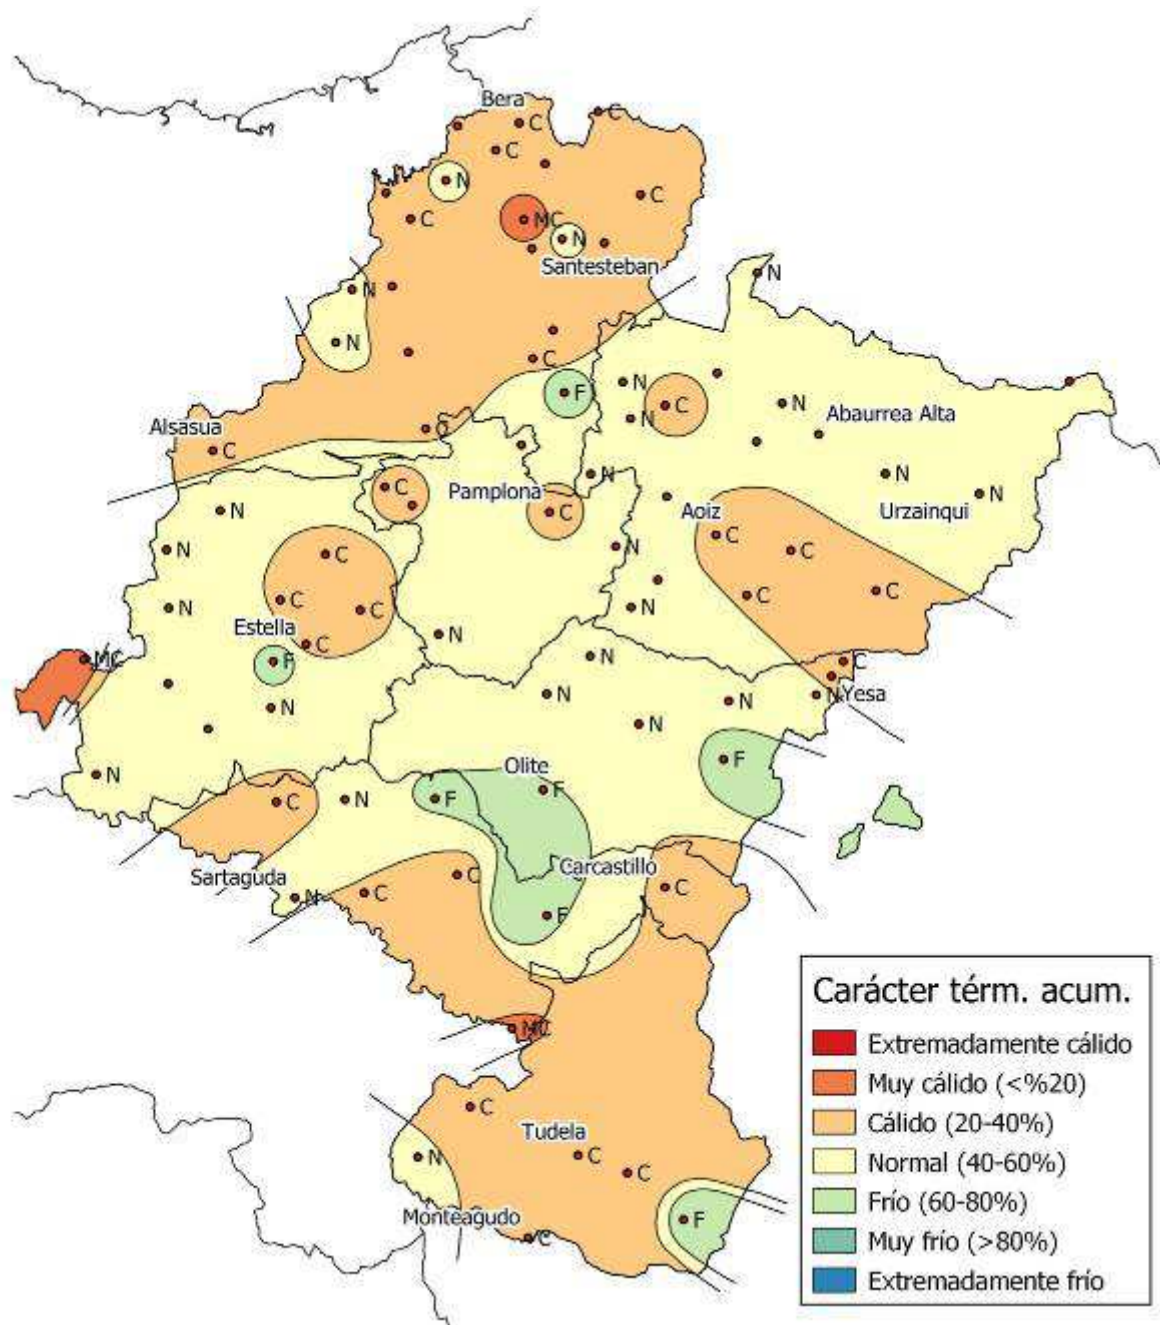 Bera
C
C
C
N
C
C
MC
N
Santesteban
N
N
N
C
F
N
C
N
Abaurrea Alta
N
Alsasua
C
C
N
N
N
C
Pamplona
C
Aoiz
Urzainqui
N
N
C
N
C
C
C
C
C
N
C
N
Estella
C
N
MC
F
N
C
N
Yesa
N
N
N
N
F
N
Olite
F
C
N
F
Sartaguda
N
C
C
Carcastillo
C
F
MC
C
Tudela
N
C
C
Monteagudo
C
F
Carácter térm. acum.
Extremadamente cálido
Muy cálido (<%20)
Cálido (20-40%)
Normal (40-60%)
Frío (60-80%)
Muy frío (>80%)
Extremadamente frío